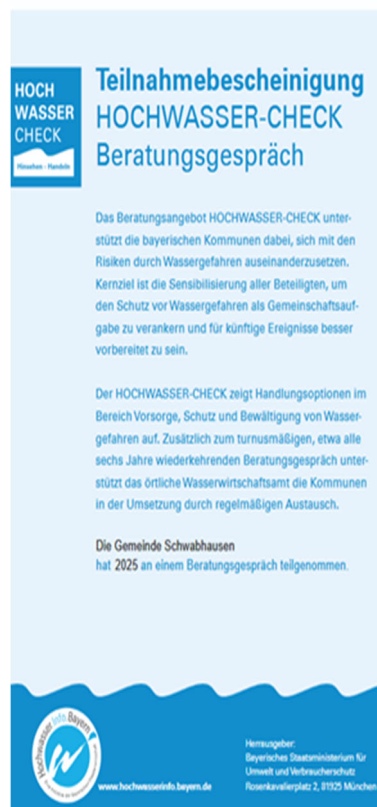 HOCH
WASSER
CHECK
Hinsehen - Handeln
Teilnahmebescheinigung
HOCHWASSER-CHECK
Beratungsgespräch
Das Beratungsangebot HOCHWASSER-CHECK unter-
stützt die bayerischen Kommunen dabei, sich mit den
Risiken durch Wassergefahren auseinanderzusetzen.
Kernziel ist die Sensibilisierung aller Beteiligten, um
den Schutz vor Wassergefahren als Gemeinschaftsauf-
gabe zu verankern und für künftige Ereignisse besser
vorbereitet zu sein.
Der HOCHWASSER-CHECK zeigt Handlungsoptionen im
Bereich Vorsorge, Schutz und Bewältigung von Wasser-
gefahren auf. Zusätzlich zum turnusmäßigen, etwa alle
sechs Jahre wiederkehrenden Beratungsgespräch unter-
stützt das örtliche Wasserwirtschaftsamt die Kommunen
in der Umsetzung durch regelmäßigen Austausch.
Die Gemeinde Schwabhausen
hat 2025 an einem Beratungsgespräch teilgenommen.
Hochwasser.Info.Bayern
www.hochwasserinfo.bayern.de
Herausgeber:
Bayerisches Staatsministerium für
Umwelt und Verbraucherschutz
Rosenkavalierplatz 2, 81925 München